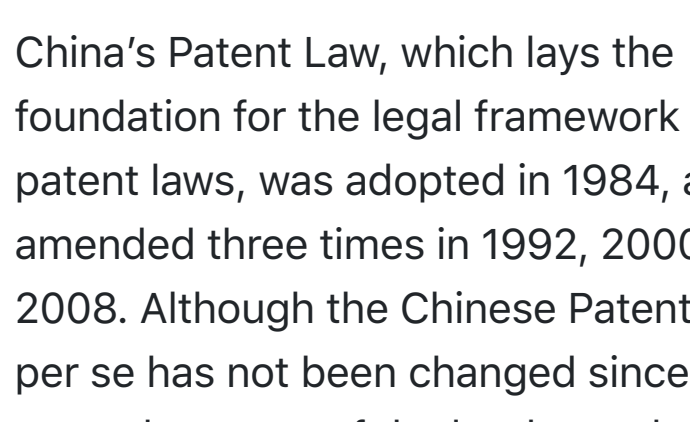 China’s Patent Law, which lays the
foundation for the legal framework
patent laws, was adopted in 1984,
amended three times in 1992, 2000
2008. Although the Chinese Patent
per se has not been changed since